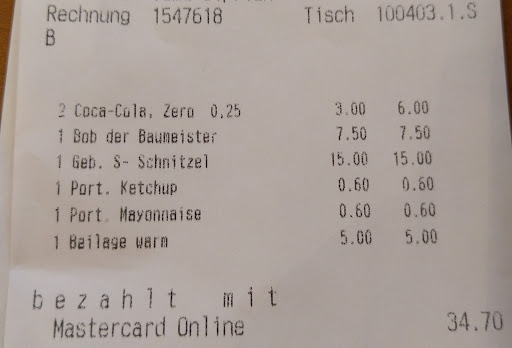 Rechnung 1547618 Tisch 100403.1.S
B
2 Coca-Cola, Zero 0,25 3.00 6.00
1 Bob der Baumeister 7.50 7.50
1 Geb. S- Schnitzel 15.00 15.00
1 Port. Ketchup 0.60 0.60
1 Port. Mayonnaise 0.60 0.60
1 Beilage warm 5.00 5.00
bezahlt mit
Mastercard Online 34.70